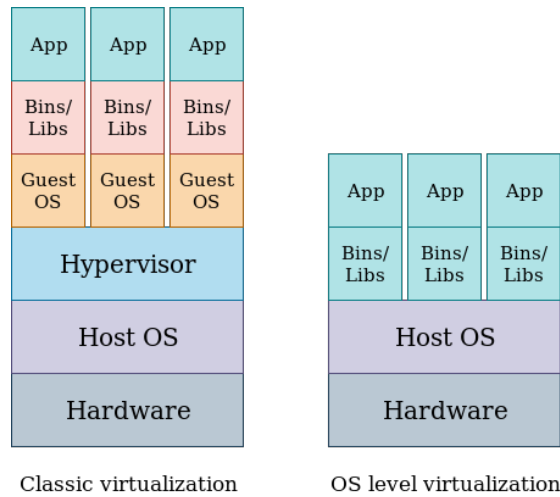 App App App
Bins/ Bins/ Bins/
Libs Libs Libs
Guest Guest Guest
OS OS OS
Hypervisor
Host OS
Hardware
Classic virtualization
App App App
Bins/ Bins/ Bins/
Libs Libs Libs
Host OS
Hardware
OS level virtualization